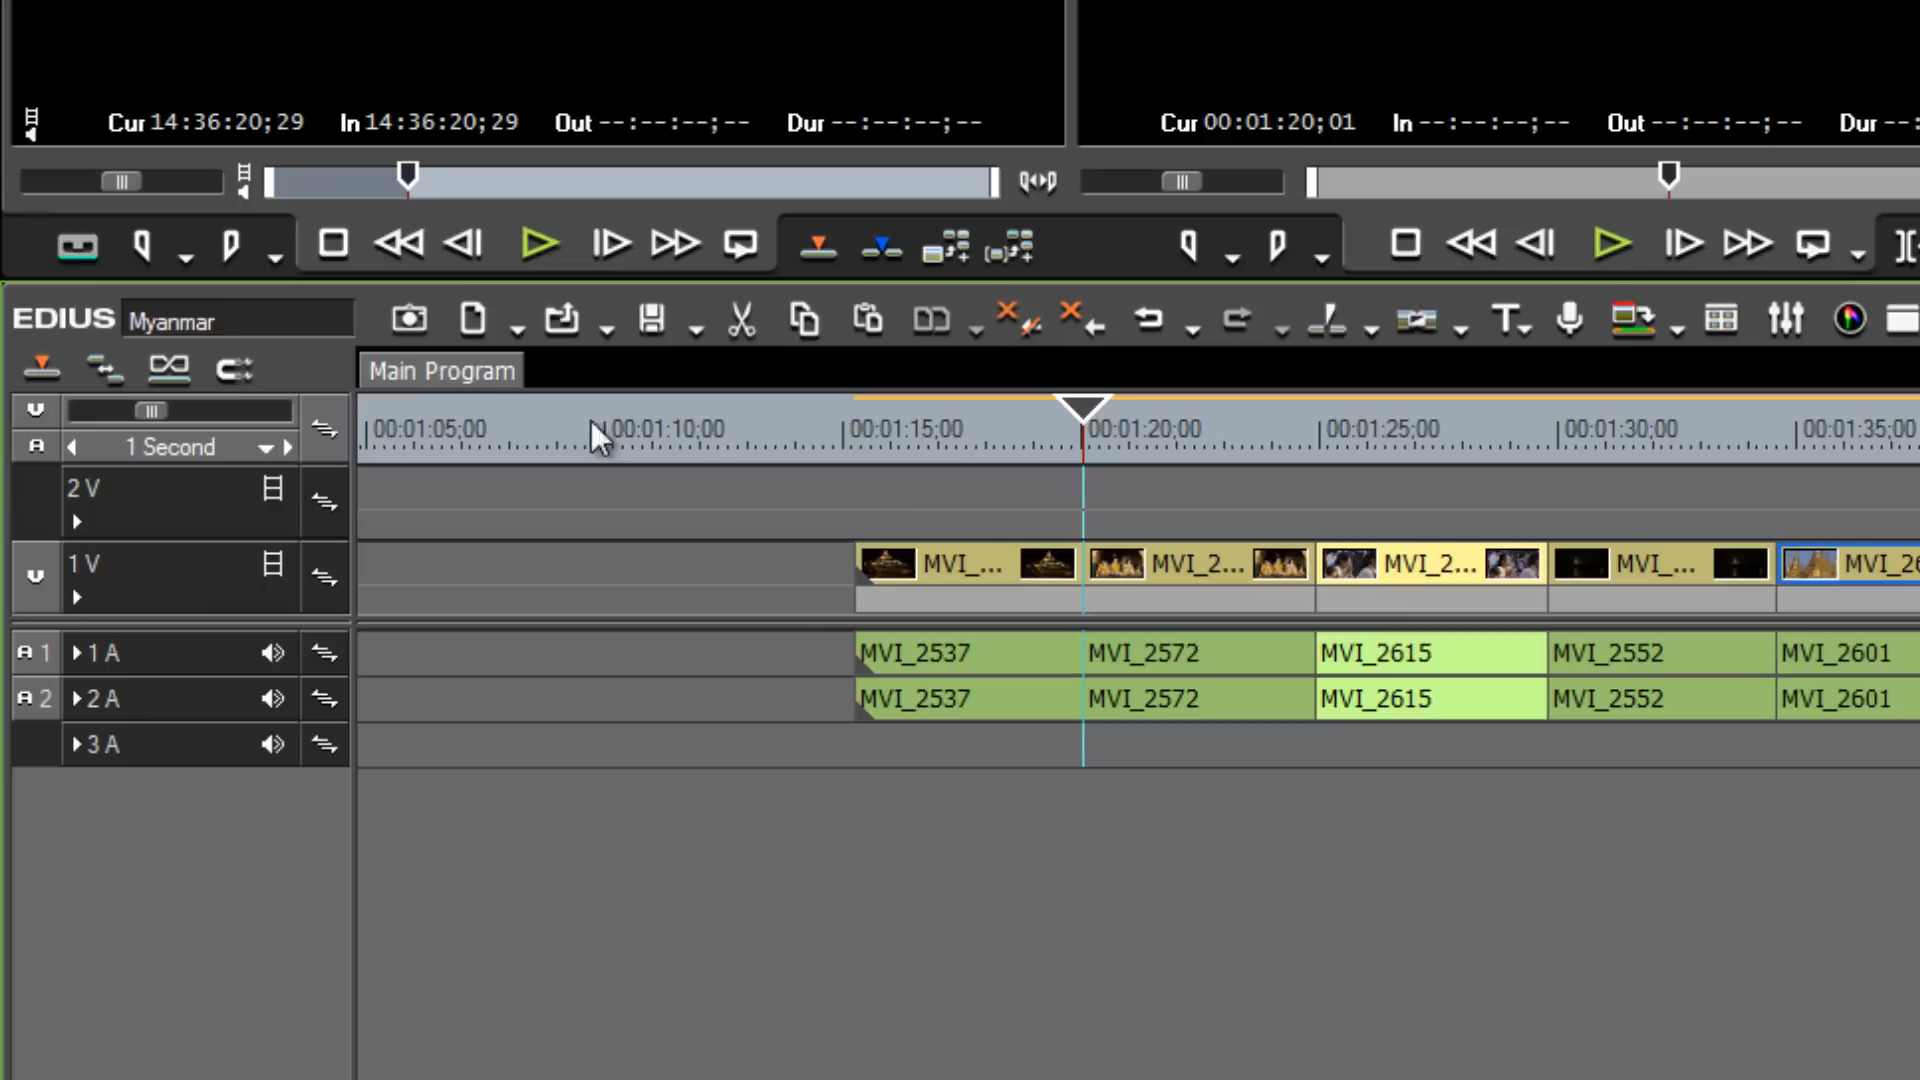 Cur 14:36:20;29 In 14:36:20;29 Out --:--:--;-- Dur --:--:--;--
Cur 00:01:20;01 In --:--:--;-- Out --:--:--;-- Dur --:
EDIUS Myanmar
Main Program
00:01:05;00 00:01:10;00 00:01:15;00 00:01:20;00 00:01:25;00 00:01:30;00 00:01:35;00
V
A 1 Second
2 V
V 1 V MVI_... MVI_2... MVI_2... MVI_... MVI_26
A 1 1 A MVI_2537 MVI_2572 MVI_2615 MVI_2552 MVI_2601
A 2 2 A MVI_2537 MVI_2572 MVI_2615 MVI_2552 MVI_2601
3 A